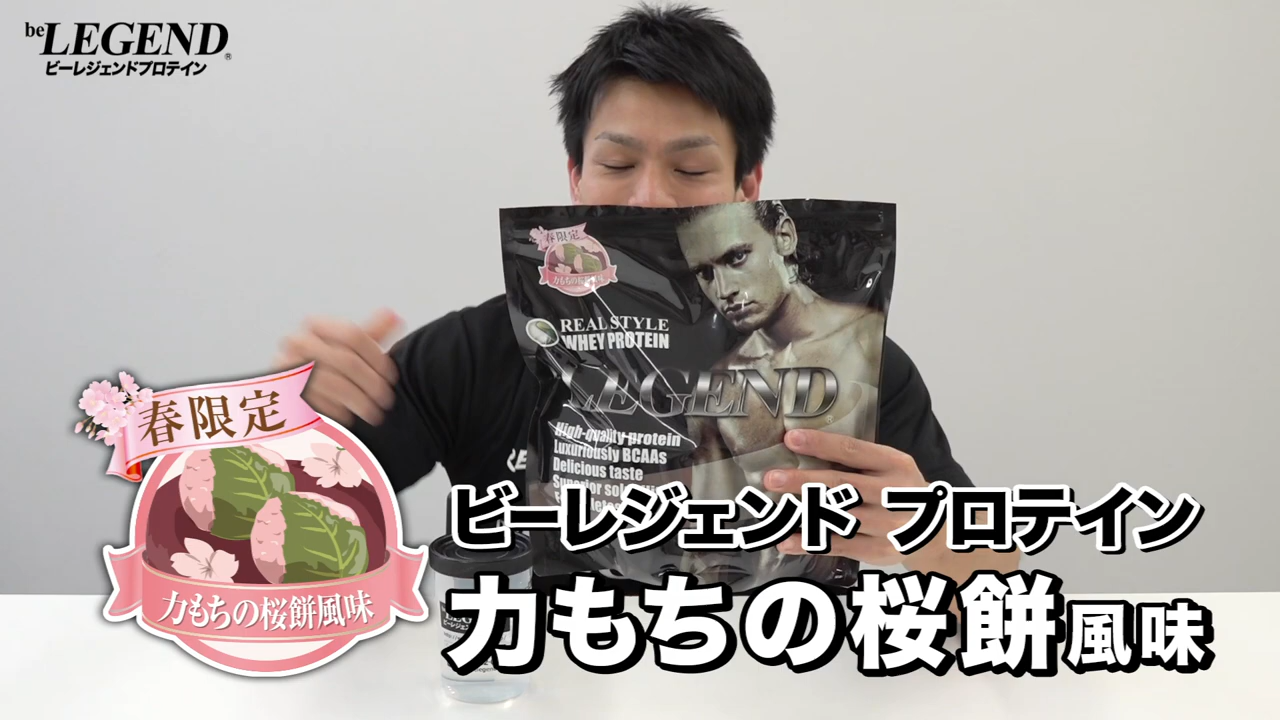 be LEGEND®
ビーレジェンドプロテイン
春限定
力もちの桜餅風味
REAL STYLE
WHEY PROTEIN
LEGEND
High-quality protein
Luxuriously BCAAs
Delicious taste
春限定
力もちの桜餅風味
ビーレジェンド プロテイン
力もちの桜餅風味